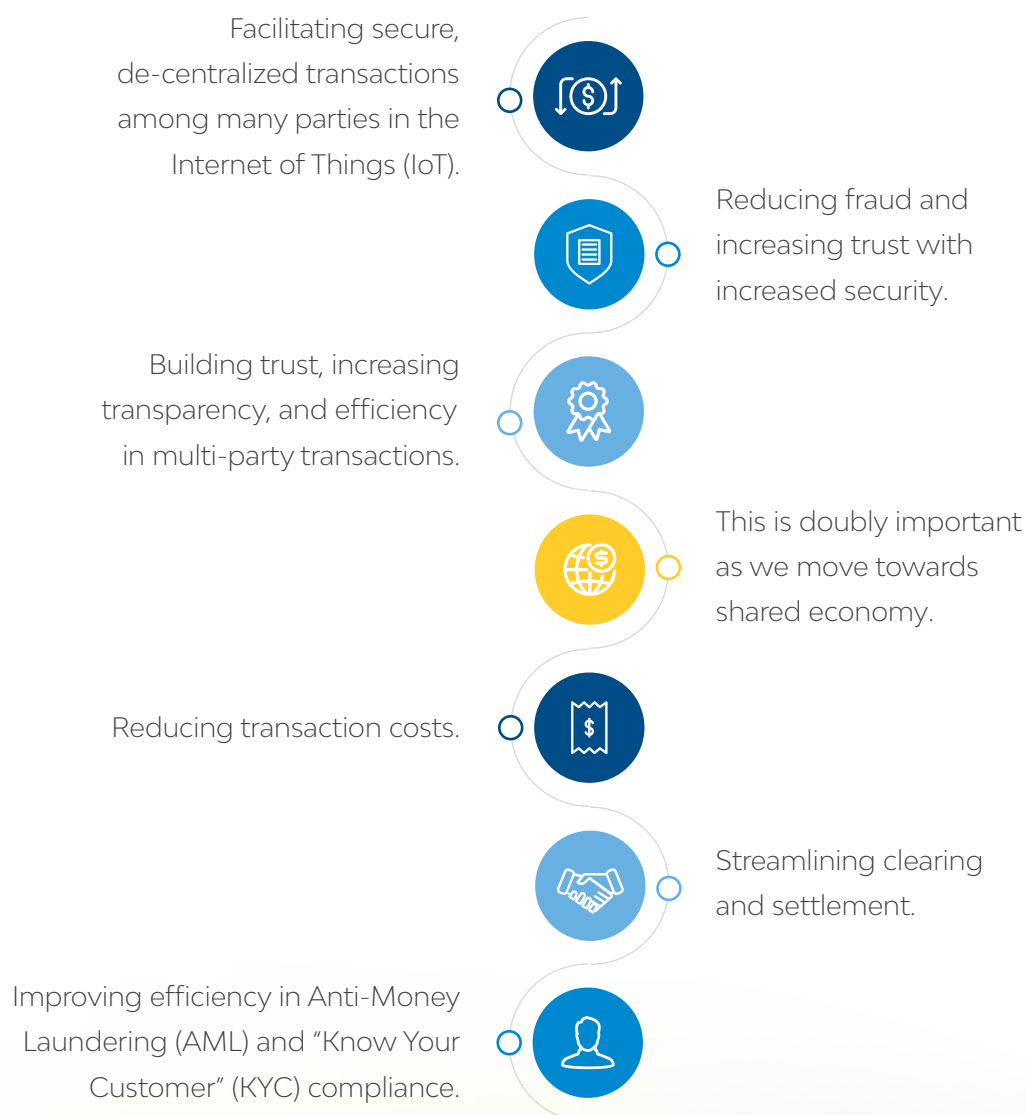 Facilitating secure,
de-centralized transactions
among many parties in the
Internet of Things (IoT).
Reducing fraud and
increasing trust with
increased security.
Building trust, increasing
transparency, and efficiency
in multi-party transactions.
This is doubly important
as we move towards
shared economy.
Reducing transaction costs.
Streamlining clearing
and settlement.
Improving efficiency in Anti-Money
Laundering (AML) and “Know Your
Customer” (KYC) compliance.